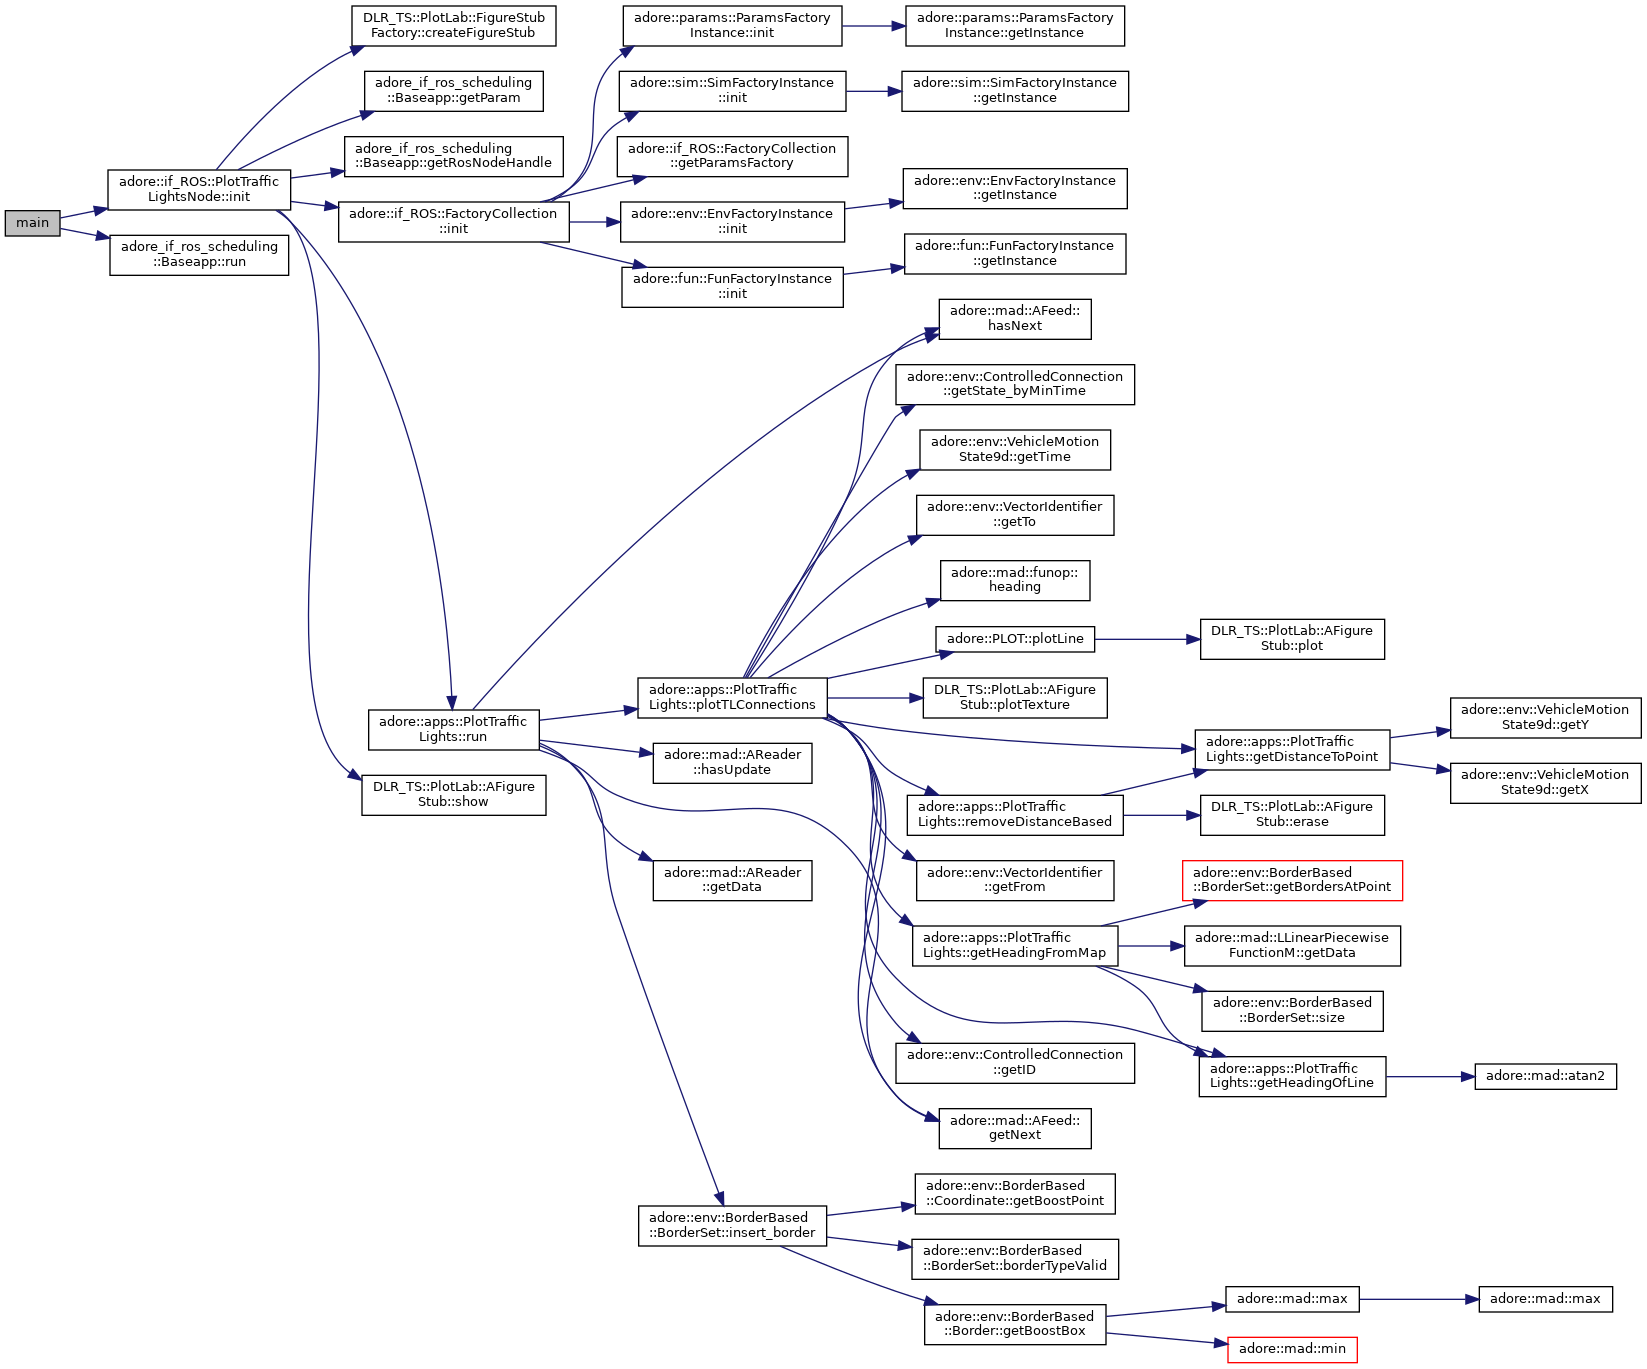 main
adore::if_ROS::PlotTraffic
LightsNode::init
adore_if_ros_scheduling
::Baseapp::run
DLR_TS::PlotLab::FigureStub
Factory::createFigureStub
adore_if_ros_scheduling
::Baseapp::getParam
adore_if_ros_scheduling
::Baseapp::getRosNodeHandle
adore::if_ROS::FactoryCollection
::init
adore::apps::PlotTraffic
Lights::run
DLR_TS::PlotLab::AFigure
Stub::show
adore::params::ParamsFactory
Instance::init
adore::sim::SimFactoryInstance
::init
adore::if_ROS::FactoryCollection
::getParamsFactory
adore::env::EnvFactoryInstance
::init
adore::fun::FunFactoryInstance
::init
adore::apps::PlotTraffic
Lights::plotTLConnections
adore::mad::AReader
::hasUpdate
adore::mad::AReader
::getData
adore::env::BorderBased
::BorderSet::insert_border
adore::params::ParamsFactory
Instance::getInstance
adore::sim::SimFactoryInstance
::getInstance
adore::env::EnvFactoryInstance
::getInstance
adore::fun::FunFactoryInstance
::getInstance
adore::mad::AFeed::
hasNext
adore::env::ControlledConnection
::getState_byMinTime
adore::env::VehicleMotion
State9d::getTime
adore::env::VectorIdentifier
::getTo
adore::mad::funop::
heading
adore::PLOT::plotLine
DLR_TS::PlotLab::AFigure
Stub::plotTexture
adore::apps::PlotTraffic
Lights::removeDistanceBased
adore::env::VectorIdentifier
::getFrom
adore::apps::PlotTraffic
Lights::getHeadingFromMap
adore::env::ControlledConnection
::getID
adore::mad::AFeed::
getNext
adore::env::BorderBased
::Coordinate::getBoostPoint
adore::env::BorderBased
::BorderSet::borderTypeValid
adore::env::BorderBased
::Border::getBoostBox
DLR_TS::PlotLab::AFigure
Stub::plot
adore::apps::PlotTraffic
Lights::getDistanceToPoint
DLR_TS::PlotLab::AFigure
Stub::erase
adore::env::BorderBased
::BorderSet::getBordersAtPoint
adore::mad::LLinearPiecewise
FunctionM::getData
adore::env::BorderBased
::BorderSet::size
adore::apps::PlotTraffic
Lights::getHeadingOfLine
adore::mad::max
adore::mad::min
adore::env::VehicleMotion
State9d::getY
adore::env::VehicleMotion
State9d::getX
adore::mad::atan2
adore::mad::max